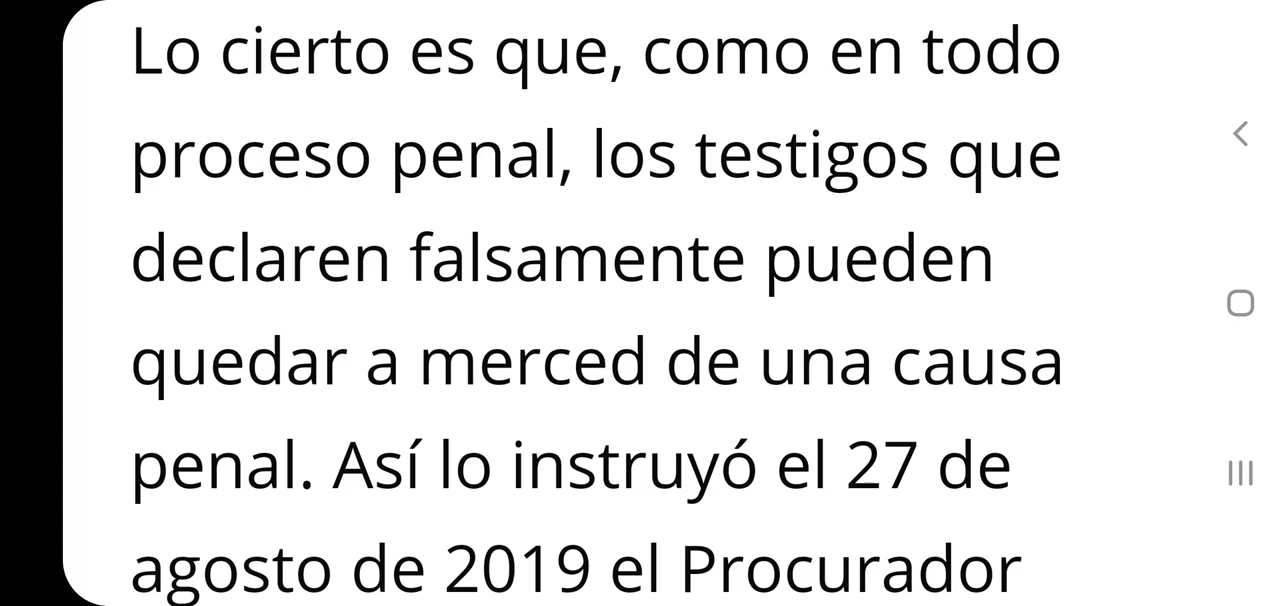 Lo cierto es que, como en todo
proceso penal, los testigos que
declaren falsamente pueden
quedar a merced de una causa
penal. Así lo instruyó el 27 de
agosto de 2019 el Procurador